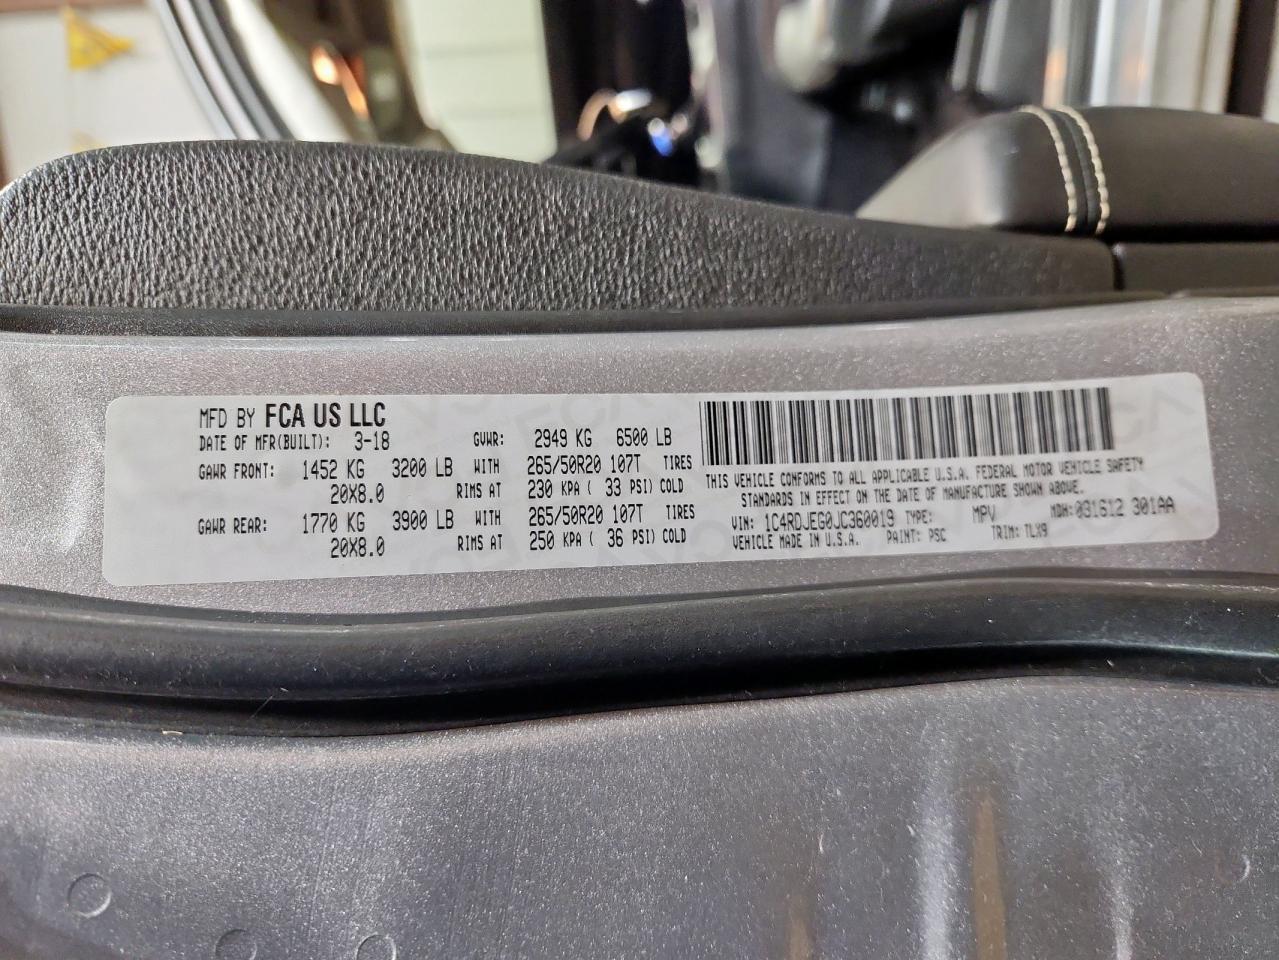 MFD BY FCA US LLC
DATE OF MFR(BUILT): 3-18 GVWR: 2949 KG 6500 LB
GAWR FRONT: 1452 KG 3200 LB WITH 265/50R20 107T TIRES
20X8.0 RIMS AT 230 KPA ( 33 PSI) COLD
GAWR REAR: 1770 KG 3900 LB WITH 265/50R20 107T TIRES
20X8.0 RIMS AT 250 KPA ( 36 PSI) COLD
THIS VEHICLE CONFORMS TO ALL APPLICABLE U.S.A. FEDERAL MOTOR VEHICLE SAFETY
STANDARDS IN EFFECT ON THE DATE OF MANUFACTURE SHOWN ABOVE.
VIN: 1C4RDJEG0JC360019 TYPE: MPV MDH: 031612 301AA
VEHICLE MADE IN U.S.A. PAINT: PSC TRIM: TLX9